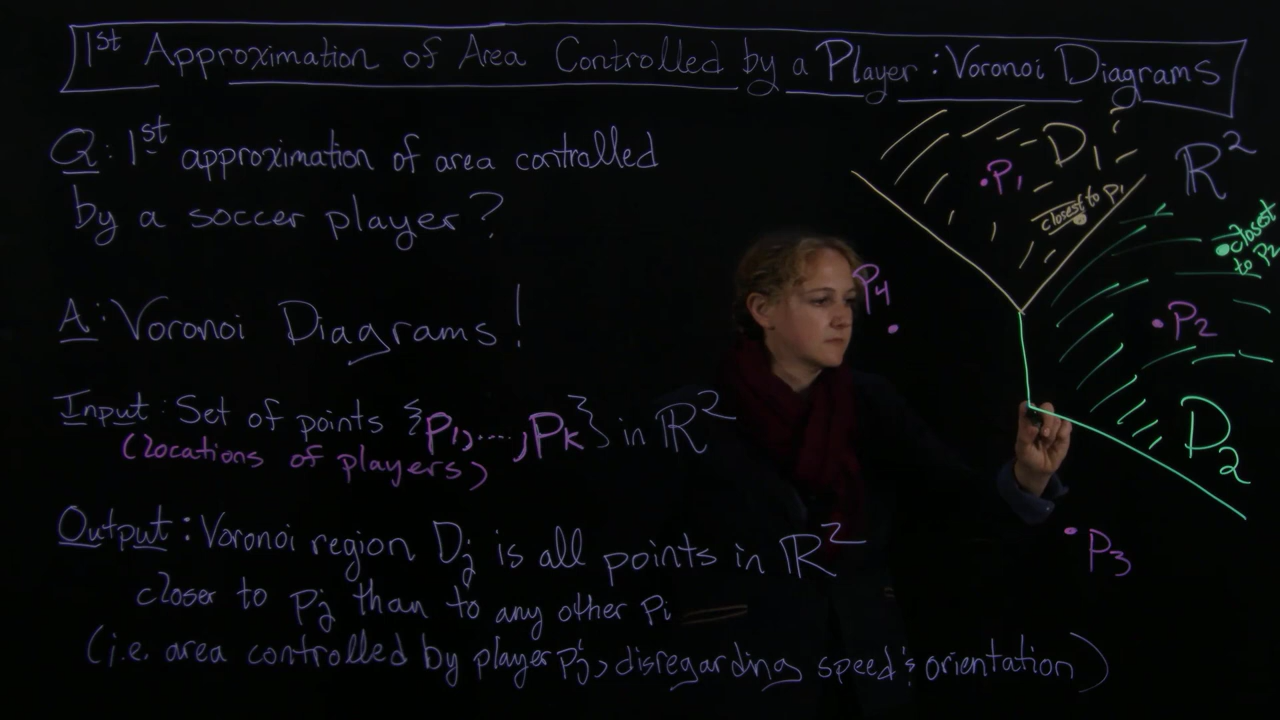 1st Approximation of Area Controlled by a Player : Voronoi Diagrams
Q: 1st approximation of area controlled
by a soccer player?
A: Voronoi Diagrams!
Input: Set of points {P1,....,Pk} in R²
(locations of players)
Output: Voronoi region Dj is all points in R²
closer to pj than to any other pi
(i.e. area controlled by player pj, disregarding speed & orientation)
D1
P1
closest to p1
R²
closest
to P2
P4
P2
D2
P3